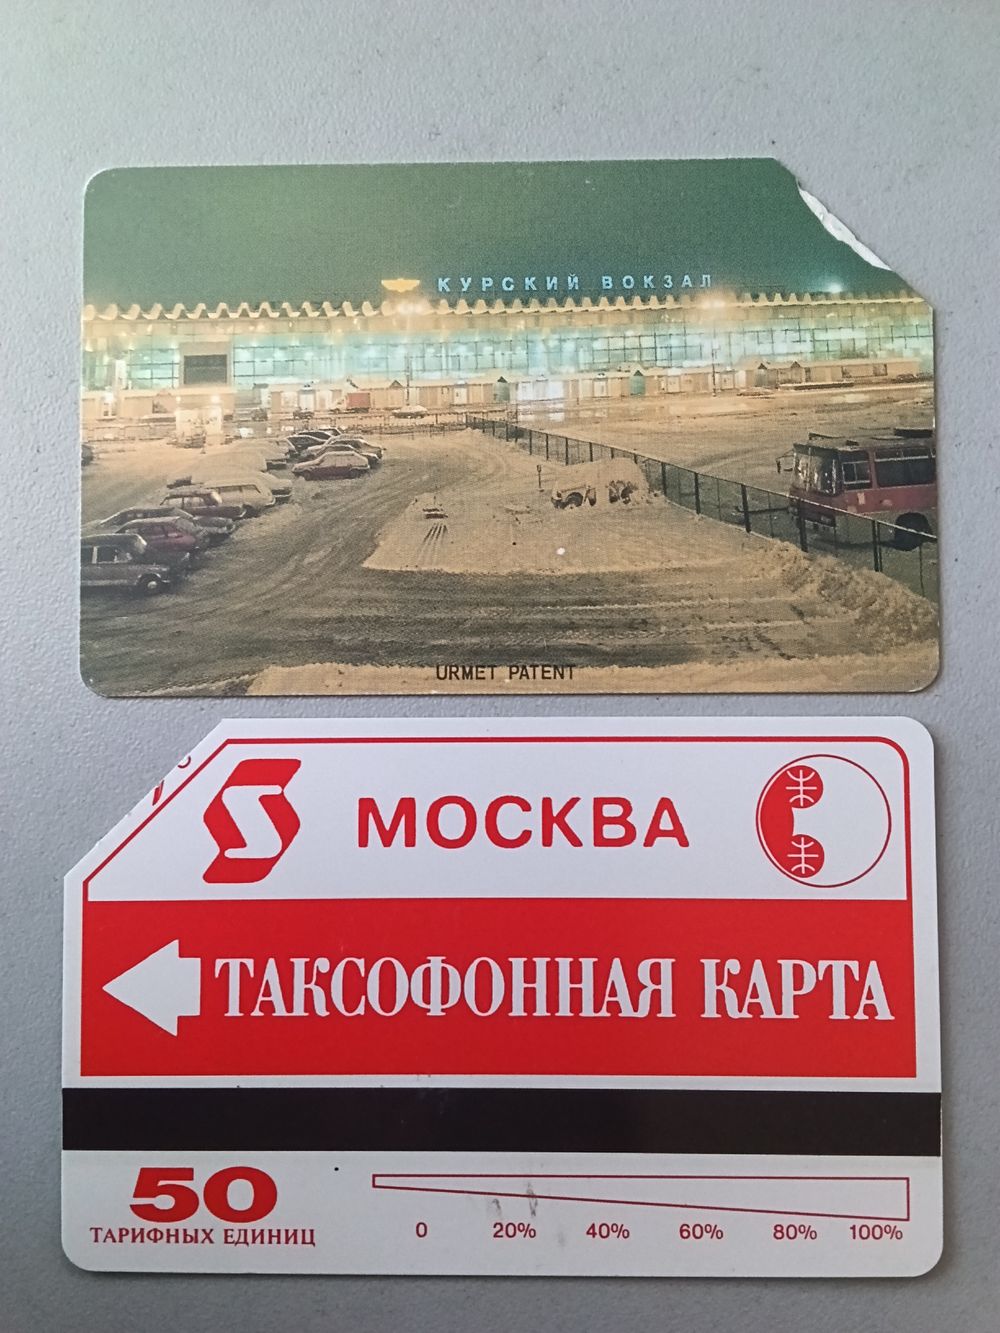 КУРСКИЙ ВОКЗАЛ
URMET PATENT
МОСКВА
ТАКСОФОННАЯ КАРТА
50
ТАРИФНЫХ ЕДИНИЦ
0 20% 40% 60% 80% 100%